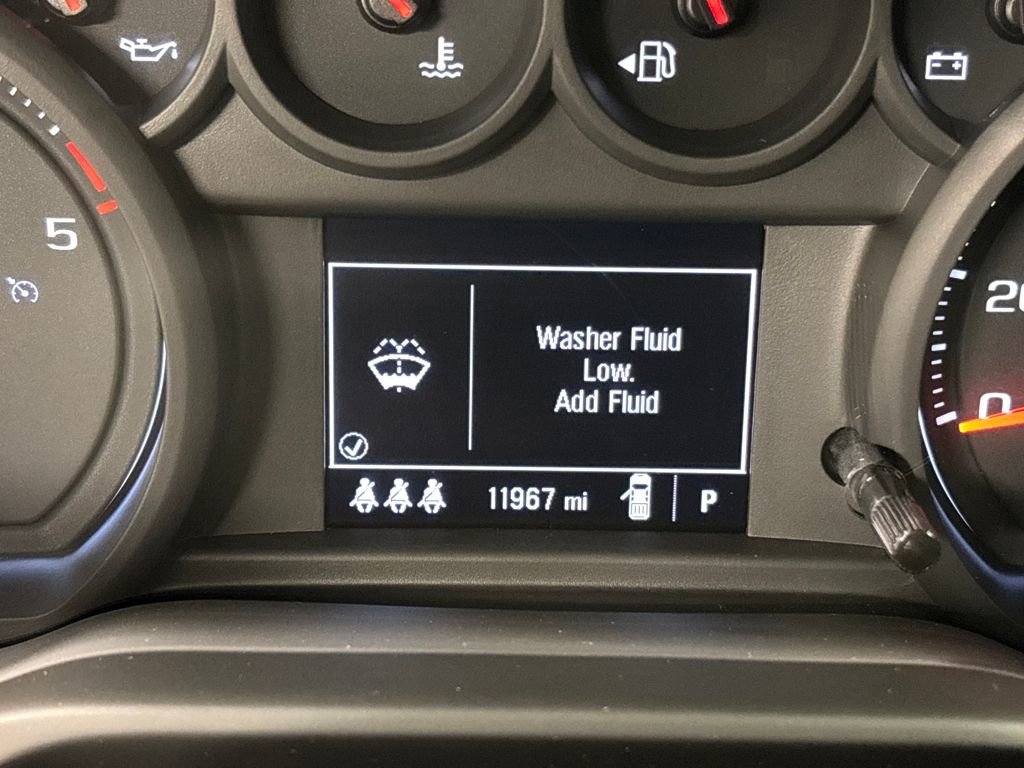 5
Washer Fluid
Low.
Add Fluid
11967 mi
P
20
0